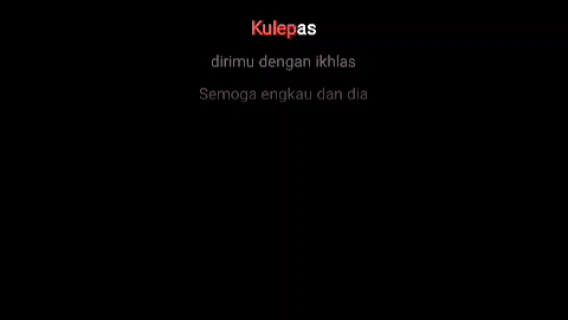 Kulepas
dirimu dengan ikhlas
Semoga engkau dan dia